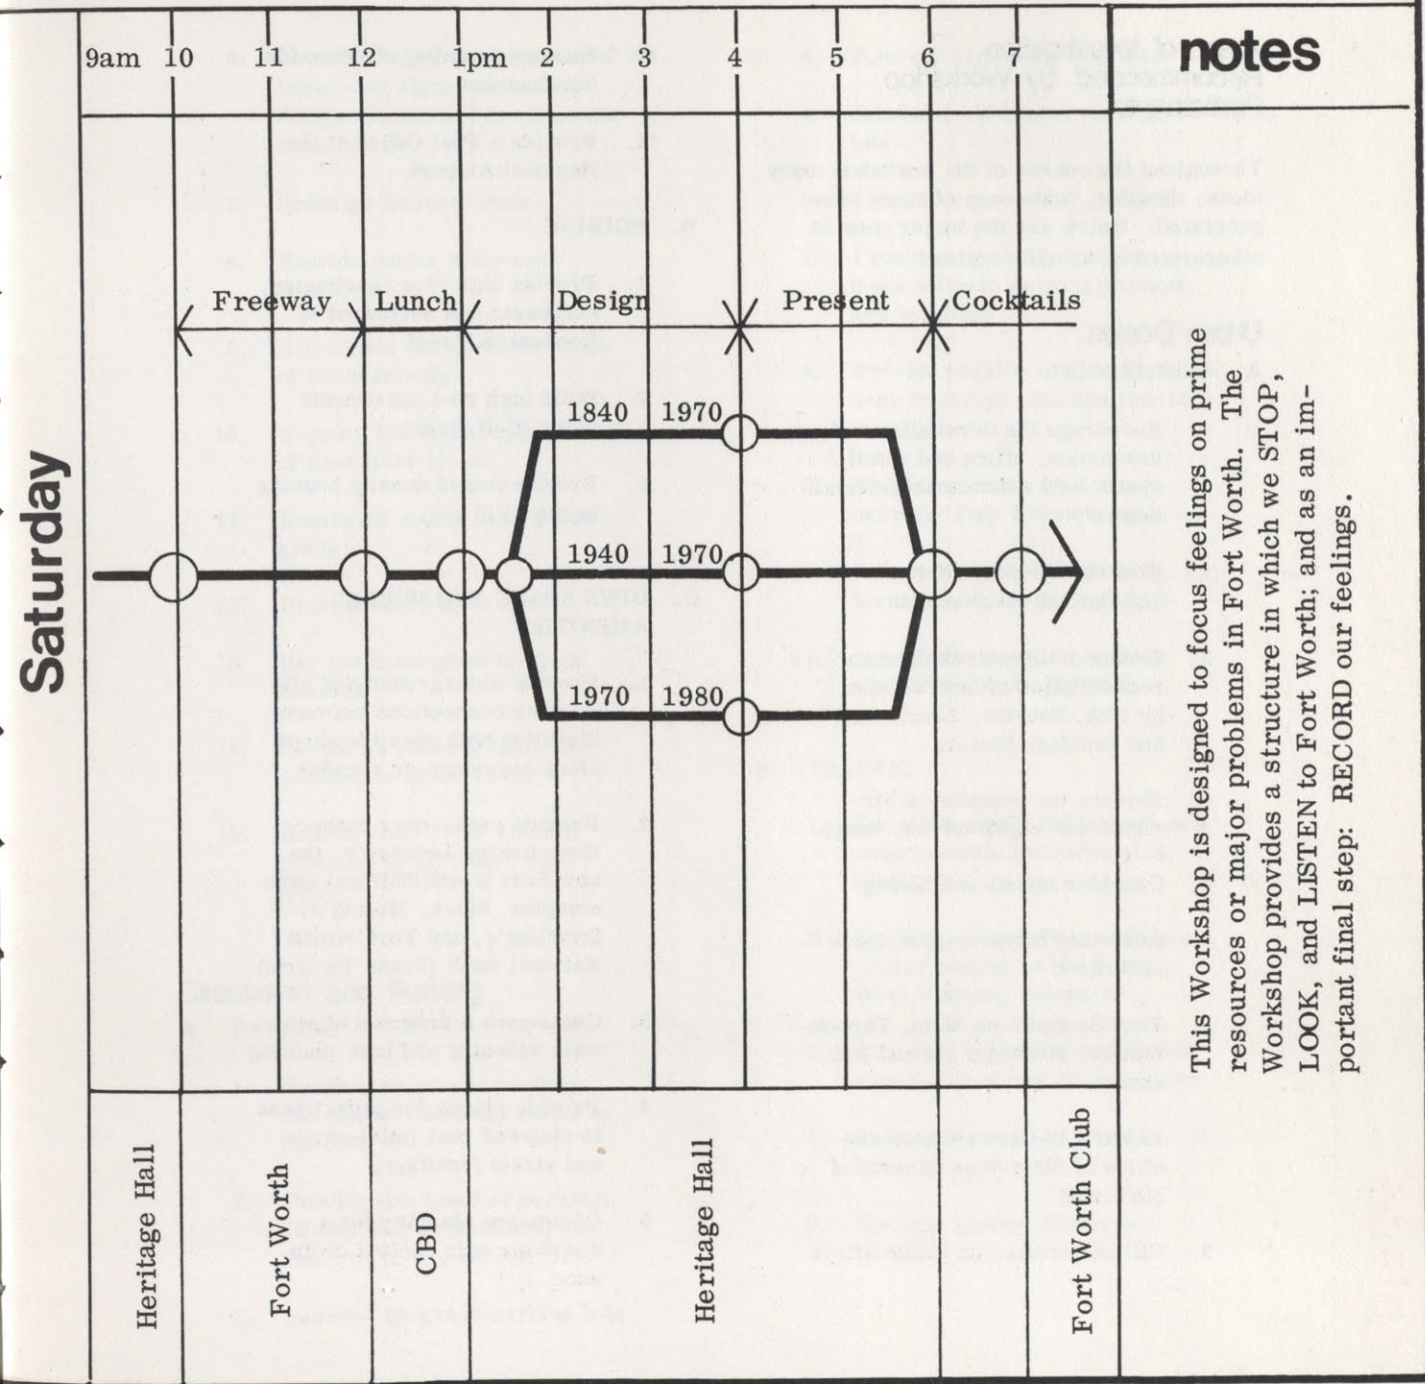 Saturday
9am 10 11 12 1pm 2 3 4 5 6 7
notes
Freeway Lunch Design Present Cocktails
1840 1970
1940 1970
1970 1980
Heritage Hall
Fort Worth
CBD
Heritage Hall
Fort Worth Club
This Workshop is designed to focus feelings on prime
resources or major problems in Fort Worth. The
Workshop provides a structure in which we STOP,
LOOK, and LISTEN to Fort Worth; and as an im-
portant final step: RECORD our feelings.